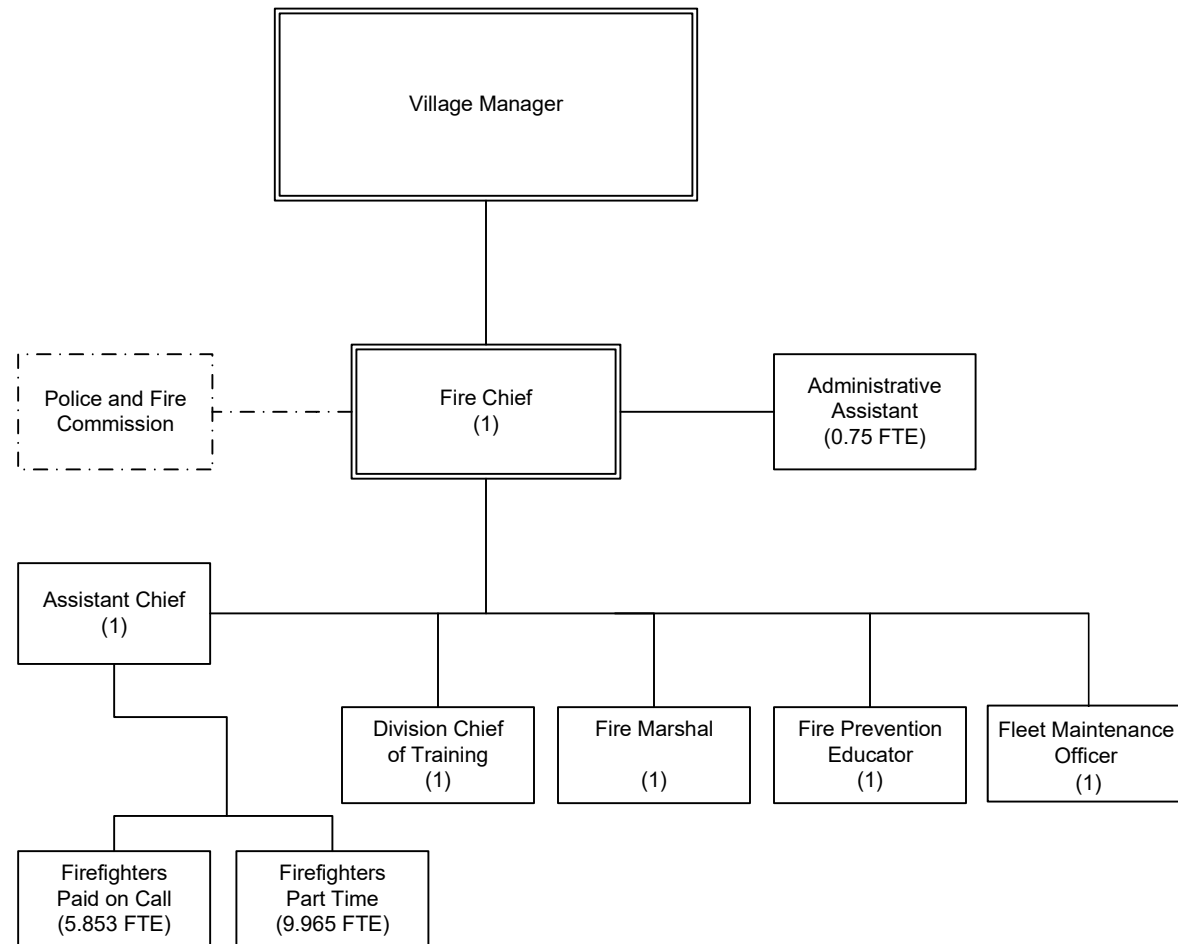 Village Manager
Police and Fire
Commission
Fire Chief
(1)
Administrative
Assistant
(0.75 FTE)
Assistant Chief
(1)
Division Chief
of Training
(1)
Fire Marshal
(1)
Fire Prevention
Educator
(1)
Fleet Maintenance
Officer
(1)
Firefighters
Paid on Call
(5.853 FTE)
Firefighters
Part Time
(9.965 FTE)